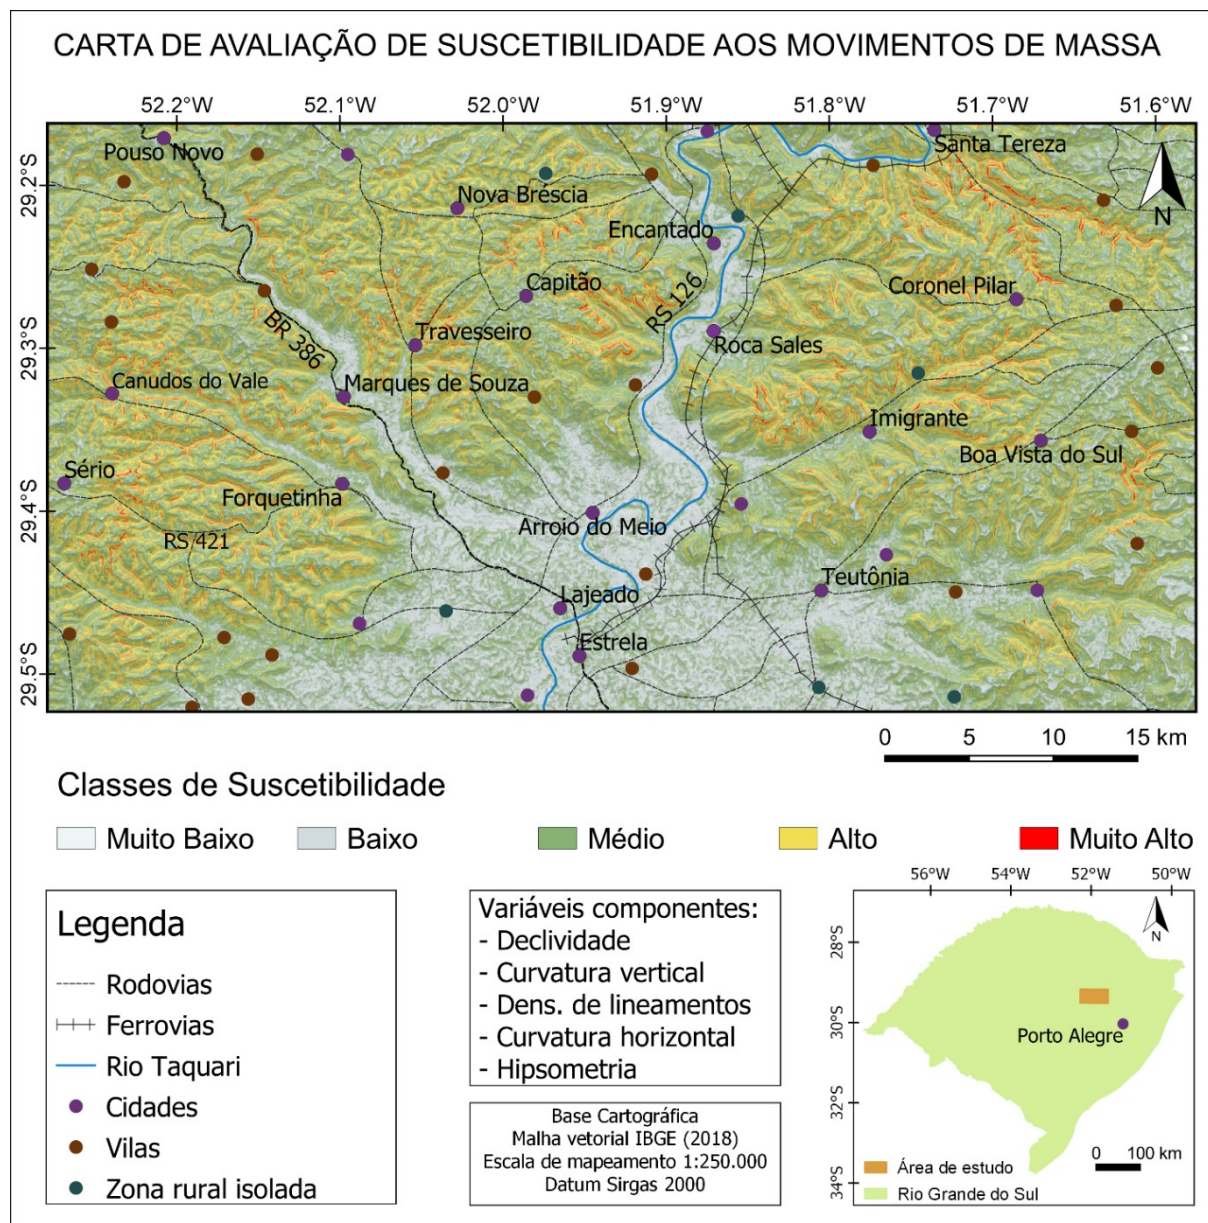 CARTA DE AVALIAÇÃO DE SUSCETIBILIDADE AOS MOVIMENTOS DE MASSA
52.2°W 52.1°W 52.0°W 51.9°W 51.8°W 51.7°W 51.6°W
29.2°S
29.3°S
29.4°S
29.5°S
Pouso Novo
Santa Tereza
N
Nova Bréscia
Encantado
Capitão
RS 126
Coronel Pilar
BR 386
Travesseiro
Roca Sales
Canudos do Vale
Marques de Souza
Imigrante
Boa Vista do Sul
Sério
Forquetinha
Arroio do Meio
RS 421
Teutônia
Lajeado
Estrela
0 5 10 15 km
Classes de Suscetibilidade
Muito Baixo Baixo Médio Alto Muito Alto
Legenda
Rodovias
Ferrovias
Rio Taquari
Cidades
Vilas
Zona rural isolada
Variáveis componentes:
- Declividade
- Curvatura vertical
- Dens. de lineamentos
- Curvatura horizontal
- Hipsometria
Base Cartográfica
Malha vetorial IBGE (2018)
Escala de mapeamento 1:250.000
Datum Sirgas 2000
56°W 54°W 52°W 50°W
28°S
30°S
32°S
34°S
N
Porto Alegre
0 100 km
Área de estudo
Rio Grande do Sul